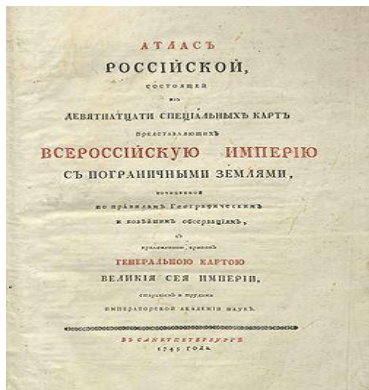 АТЛАСЪ
РОССІЙСКОЙ,
СОСТОЯЩЕЙ
ИЗЪ
ДЕВЯТНАТЦАТИ СПЕЦІАЛЬНЫХЪ КАРТЪ
ПРЕДСТАВЛЯЮЩИХЪ
ВСЕРОССІЙСКУЮ ИМПЕРІЮ
СЪ ПОГРАНИЧНЫМИ ЗЕМЛЯМИ,
сочиненной
по правиламъ Географическимъ
и новѣйшимъ обсерваціямъ,
съ
приложенною притомъ
ГЕНЕРАЛЬНОЮ КАРТОЮ
ВЕЛИКІЯ СЕЯ ИМПЕРІИ,
стараніемъ и трудами
ИМПЕРАТОРСКОЙ АКАДЕМІИ НАУКЪ.
ВЪ САНКТПЕТЕРБУРГѢ
1745 ГОДА.